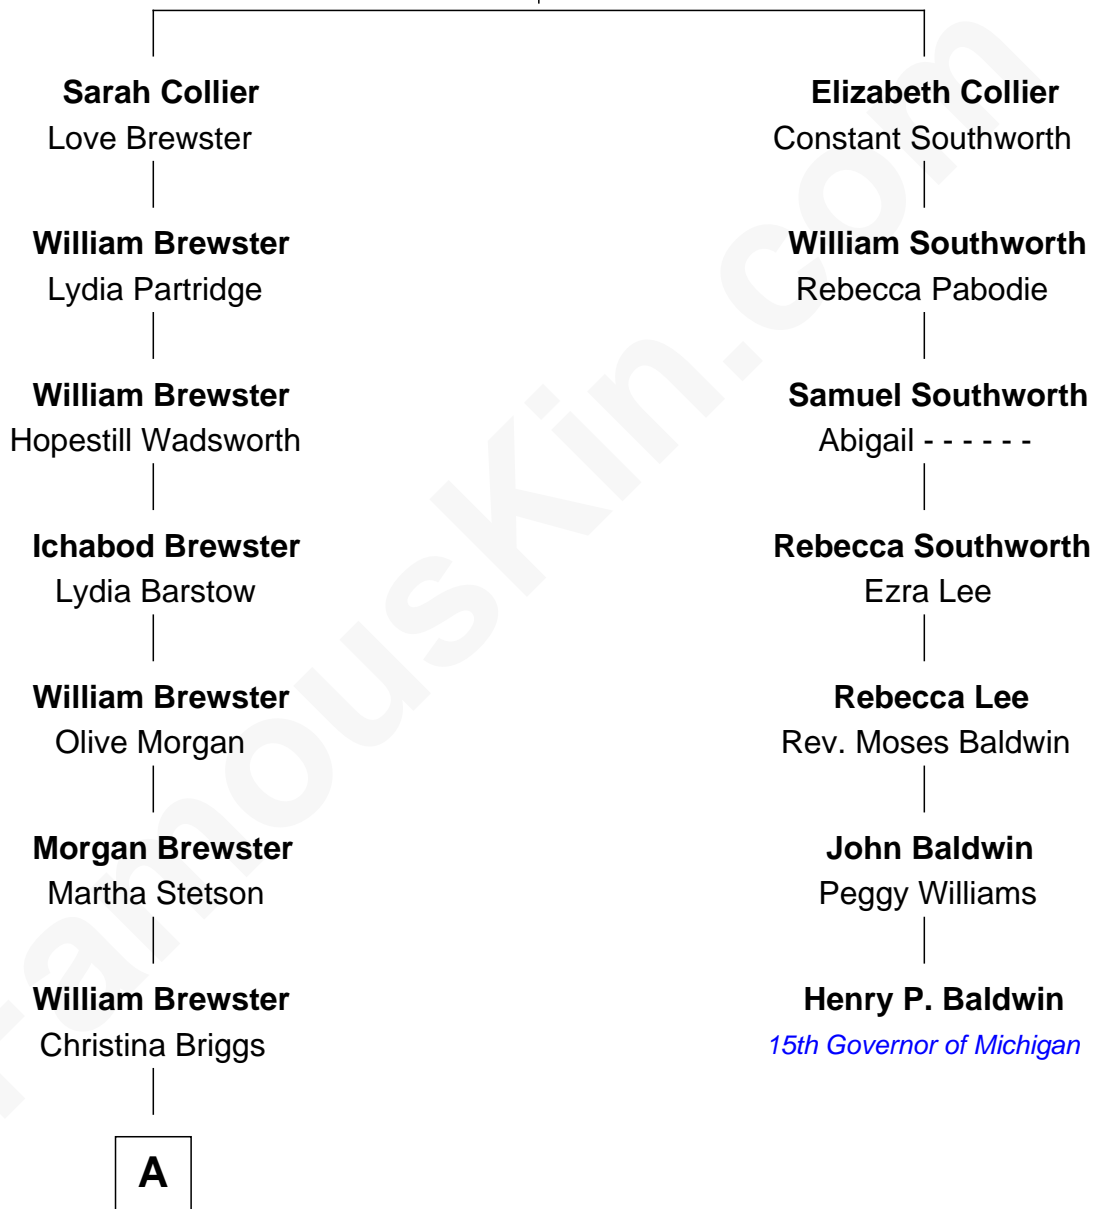 Sarah Collier
Love Brewster
Elizabeth Collier
Constant Southworth
William Brewster
Lydia Partridge
William Southworth
Rebecca Pabodie
William Brewster
Hopestill Wadsworth
Samuel Southworth
Abigail - - - - - -
Ichabod Brewster
Lydia Barstow
Rebecca Southworth
Ezra Lee
William Brewster
Olive Morgan
Rebecca Lee
Rev. Moses Baldwin
Morgan Brewster
Martha Stetson
John Baldwin
Peggy Williams
William Brewster
Christina Briggs
Henry P. Baldwin
15th Governor of Michigan
A
FamousKin.com